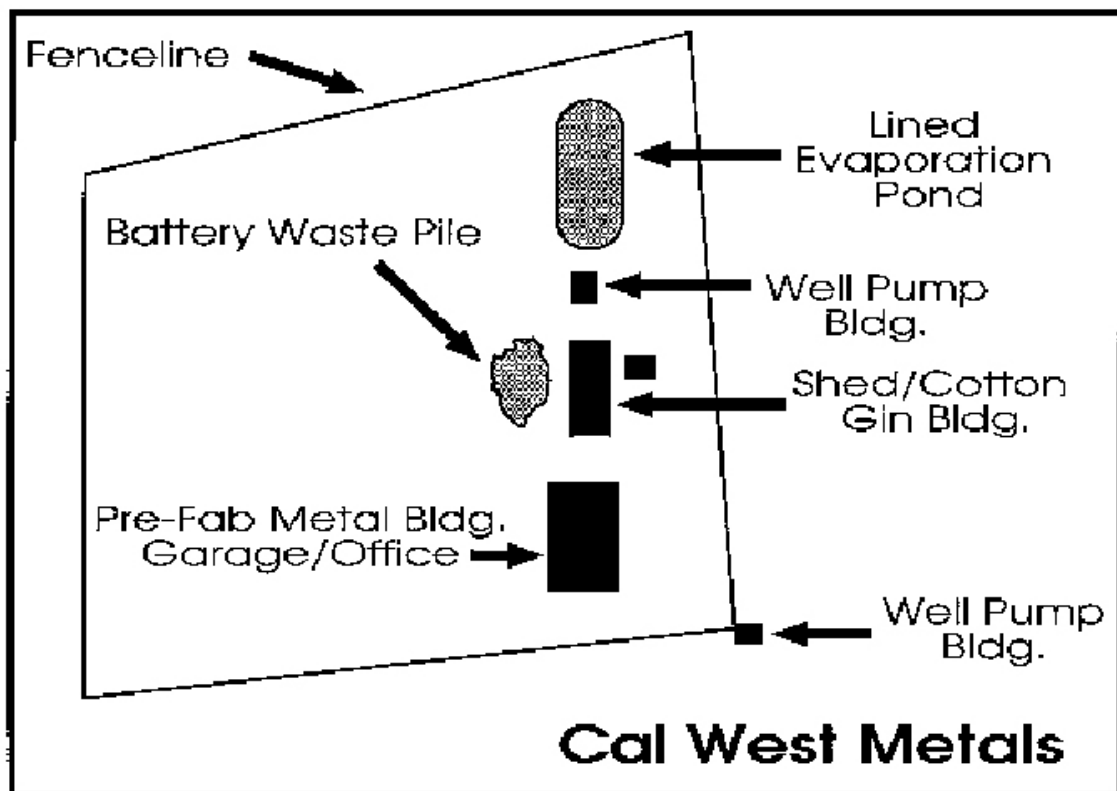 Fenceline
Lined
Evaporation
Pond
Battery Waste Pile
Well Pump
Bldg.
Shed/Cotton
Gin Bldg.
Pre-Fab Metal Bldg.
Garage/Office
Well Pump
Bldg.
Cal West Metals